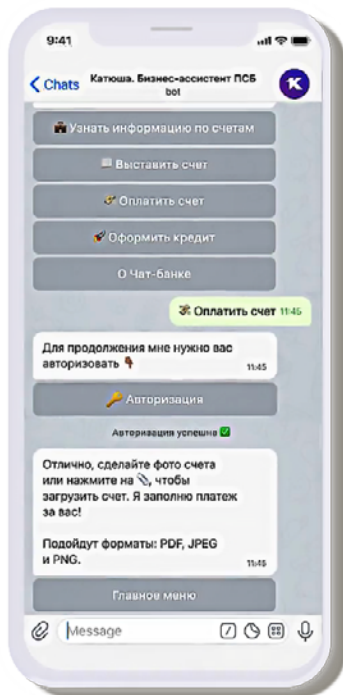 9:41
Chats
Катюша. Бизнес-ассистент ПСБ
bot
K
Узнать информацию по счетам
Выставить счет
Оплатить счет
Оформить кредит
О Чат-банке
Оплатить счет 11:45
Для продолжения мне нужно вас
авторизовать
11:45
Авторизация
Авторизация успешна
Отлично, сделайте фото счета
или нажмите на 📎, чтобы
загрузить счет. Я заполню платеж
за вас!
Подойдут форматы: PDF, JPEG
и PNG.
11:45
Главное меню
Message